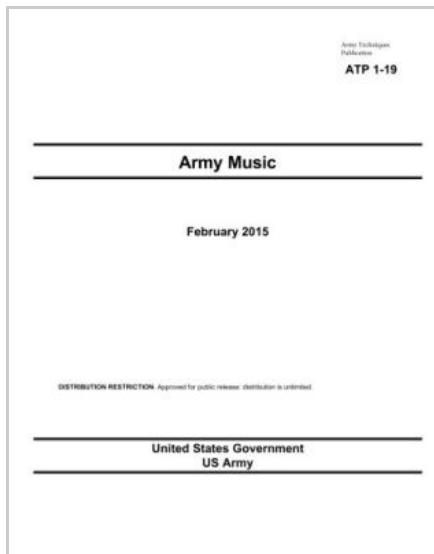 Army Techniques
Publication
ATP 1-19
Army Music
February 2015
DISTRIBUTION RESTRICTION. Approved for public release: distribution is unlimited.
United States Government
US Army